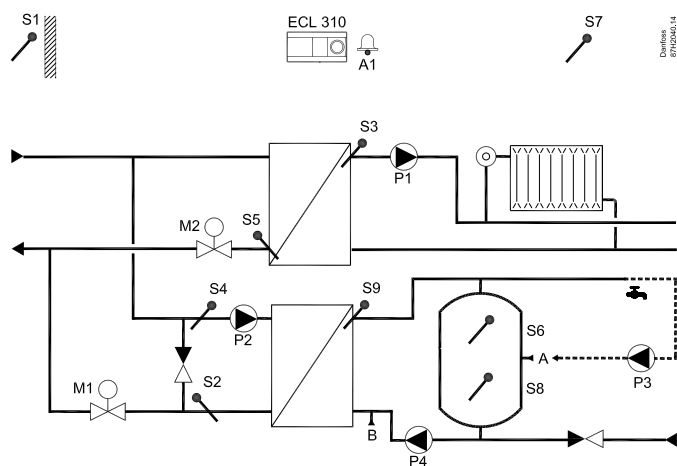 S1
ECL 310
A1
S7
Danfoss
87H2040.14
S3
P1
M2
S5
S4
P2
S9
S6
A
P3
M1
S2
S8
B
P4